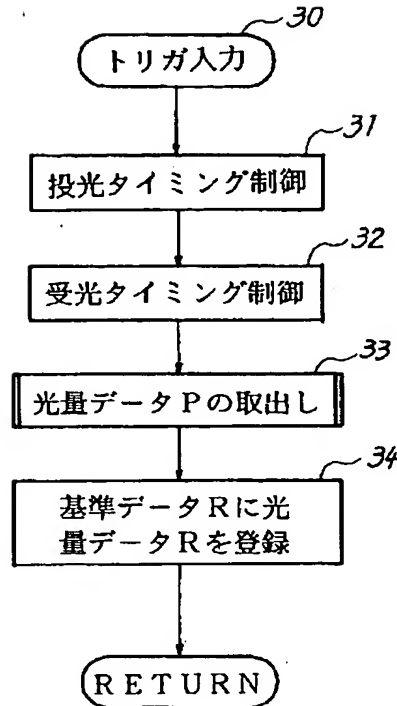 30
トリガ入力
31
投光タイミング制御
32
受光タイミング制御
33
光量データPの取出し
34
基準データRに光
量データRを登録
RETURN